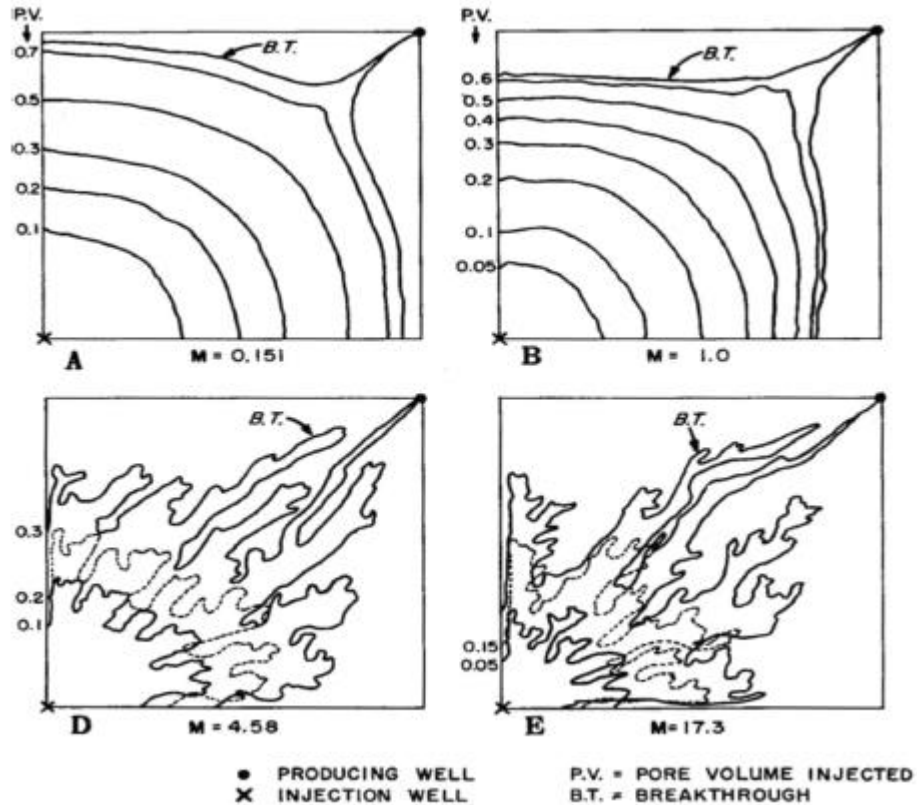 P.V.
0.7
0.5
0.3
0.2
0.1
B.T.
A
M = 0.151
P.V.
0.6
0.5
0.4
0.3
0.2
0.1
0.05
B.T.
B
M = 1.0
0.3
0.2
0.1
B.T.
D
M = 4.58
0.15
0.05
B.T.
E
M = 17.3
● PRODUCING WELL
P.V. = PORE VOLUME INJECTED
× INJECTION WELL
B.T. = BREAKTHROUGH